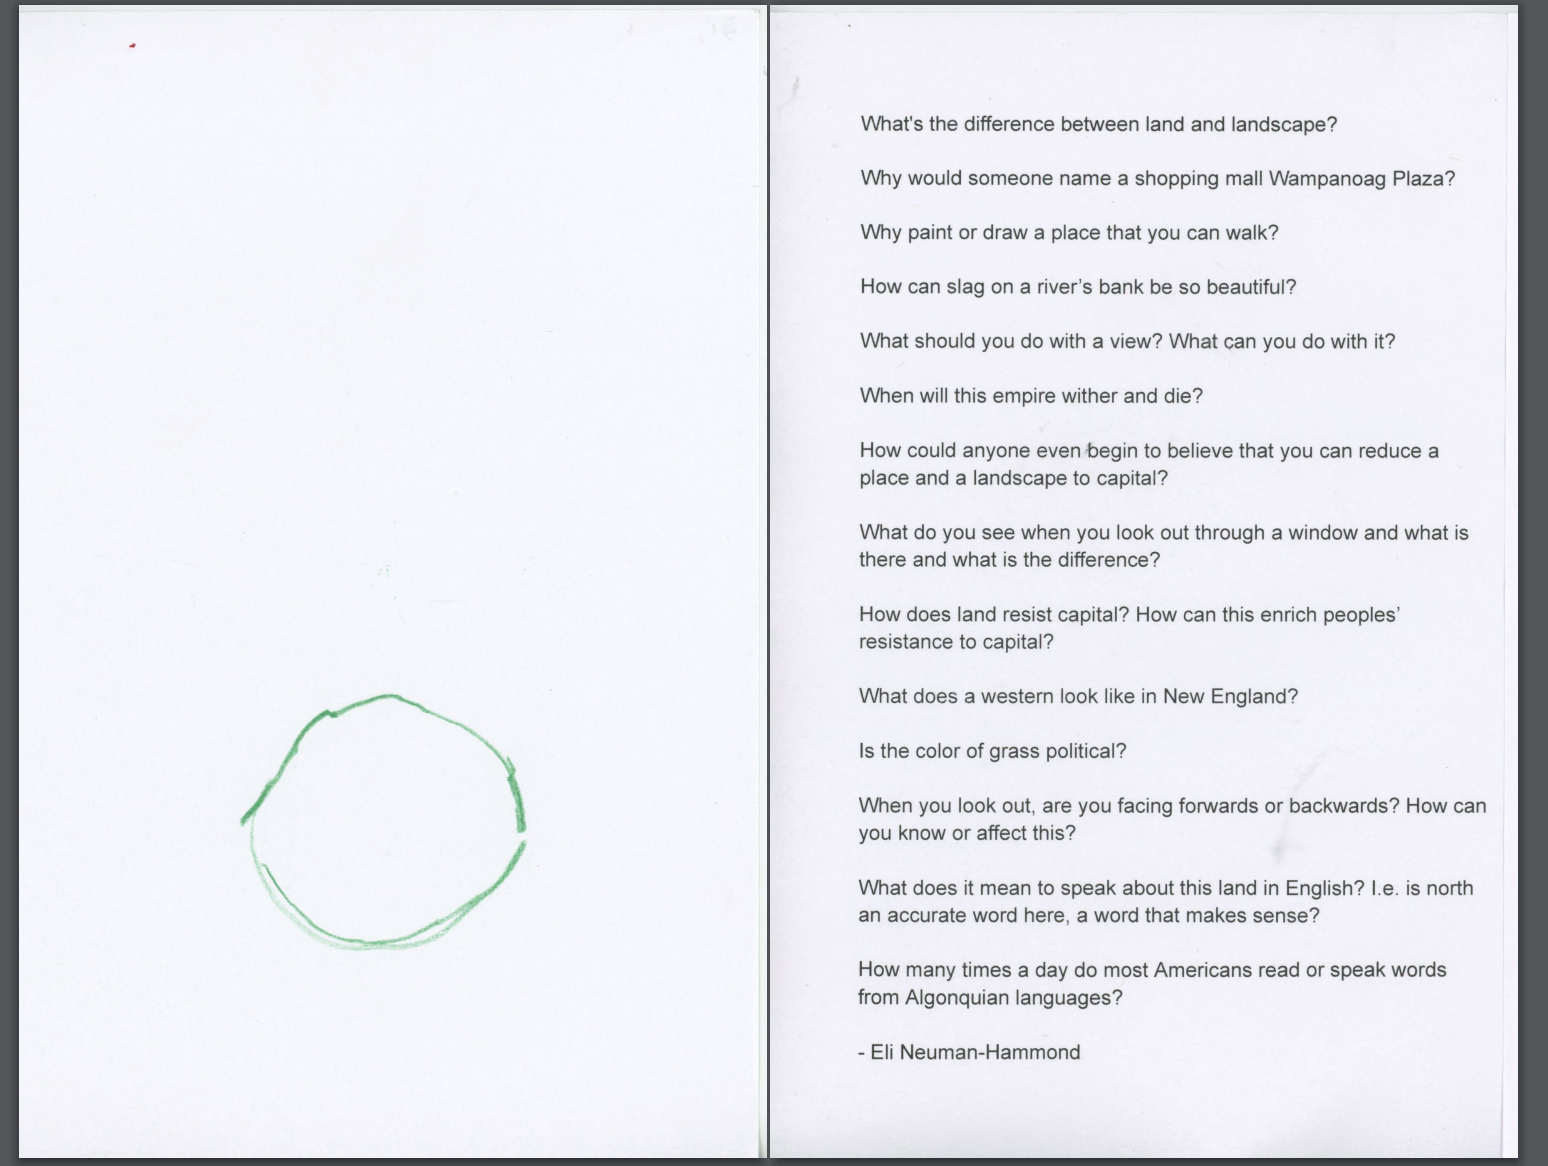 What's the difference between land and landscape?
Why would someone name a shopping mall Wampanoag Plaza?
Why paint or draw a place that you can walk?
How can slag on a river’s bank be so beautiful?
What should you do with a view? What can you do with it?
When will this empire wither and die?
How could anyone even begin to believe that you can reduce a
place and a landscape to capital?
What do you see when you look out through a window and what is
there and what is the difference?
How does land resist capital? How can this enrich peoples’
resistance to capital?
What does a western look like in New England?
Is the color of grass political?
When you look out, are you facing forwards or backwards? How can
you know or affect this?
What does it mean to speak about this land in English? I.e. is north
an accurate word here, a word that makes sense?
How many times a day do most Americans read or speak words
from Algonquian languages?
- Eli Neuman-Hammond